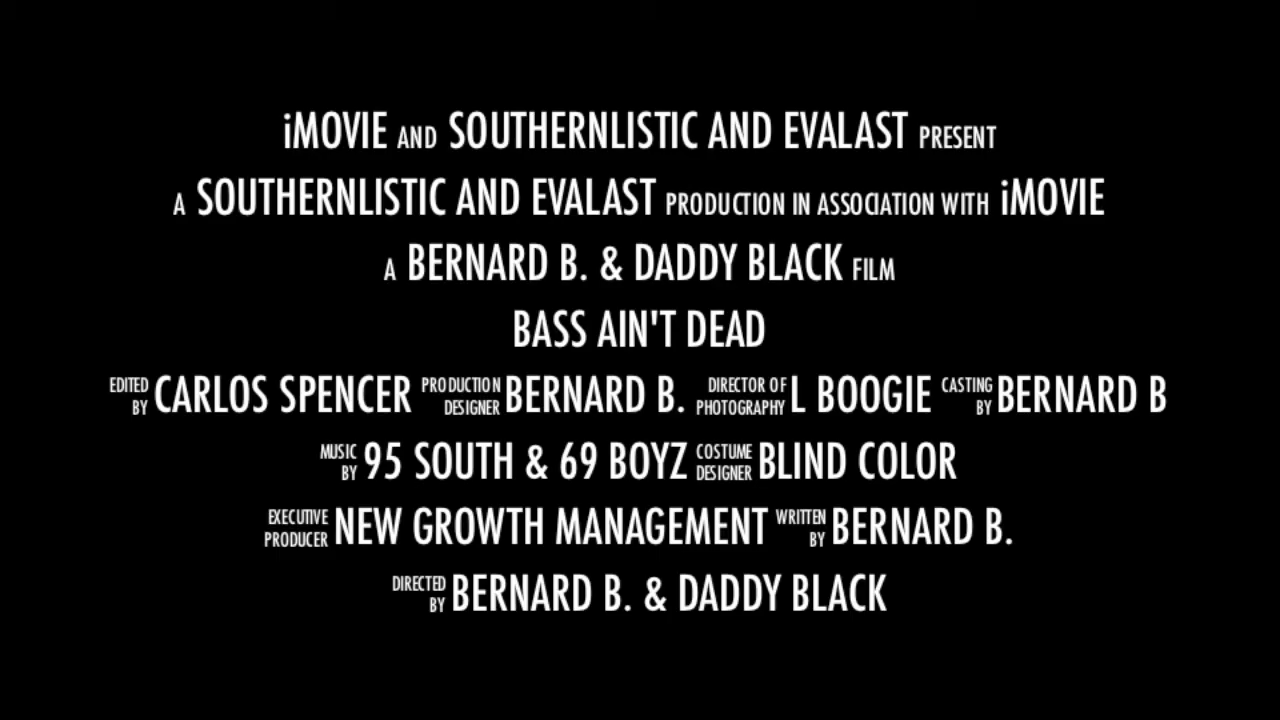 iMOVIE AND SOUTHERNLISTIC AND EVALAST PRESENT
A SOUTHERNLISTIC AND EVALAST PRODUCTION IN ASSOCIATION WITH iMOVIE
A BERNARD B. & DADDY BLACK FILM
BASS AIN'T DEAD
EDITED BY CARLOS SPENCER PRODUCTION DESIGNER BERNARD B. DIRECTOR OF PHOTOGRAPHY L BOOGIE CASTING BY BERNARD B
MUSIC BY 95 SOUTH & 69 BOYZ COSTUME DESIGNER BLIND COLOR
EXECUTIVE PRODUCER NEW GROWTH MANAGEMENT WRITTEN BY BERNARD B.
DIRECTED BY BERNARD B. & DADDY BLACK